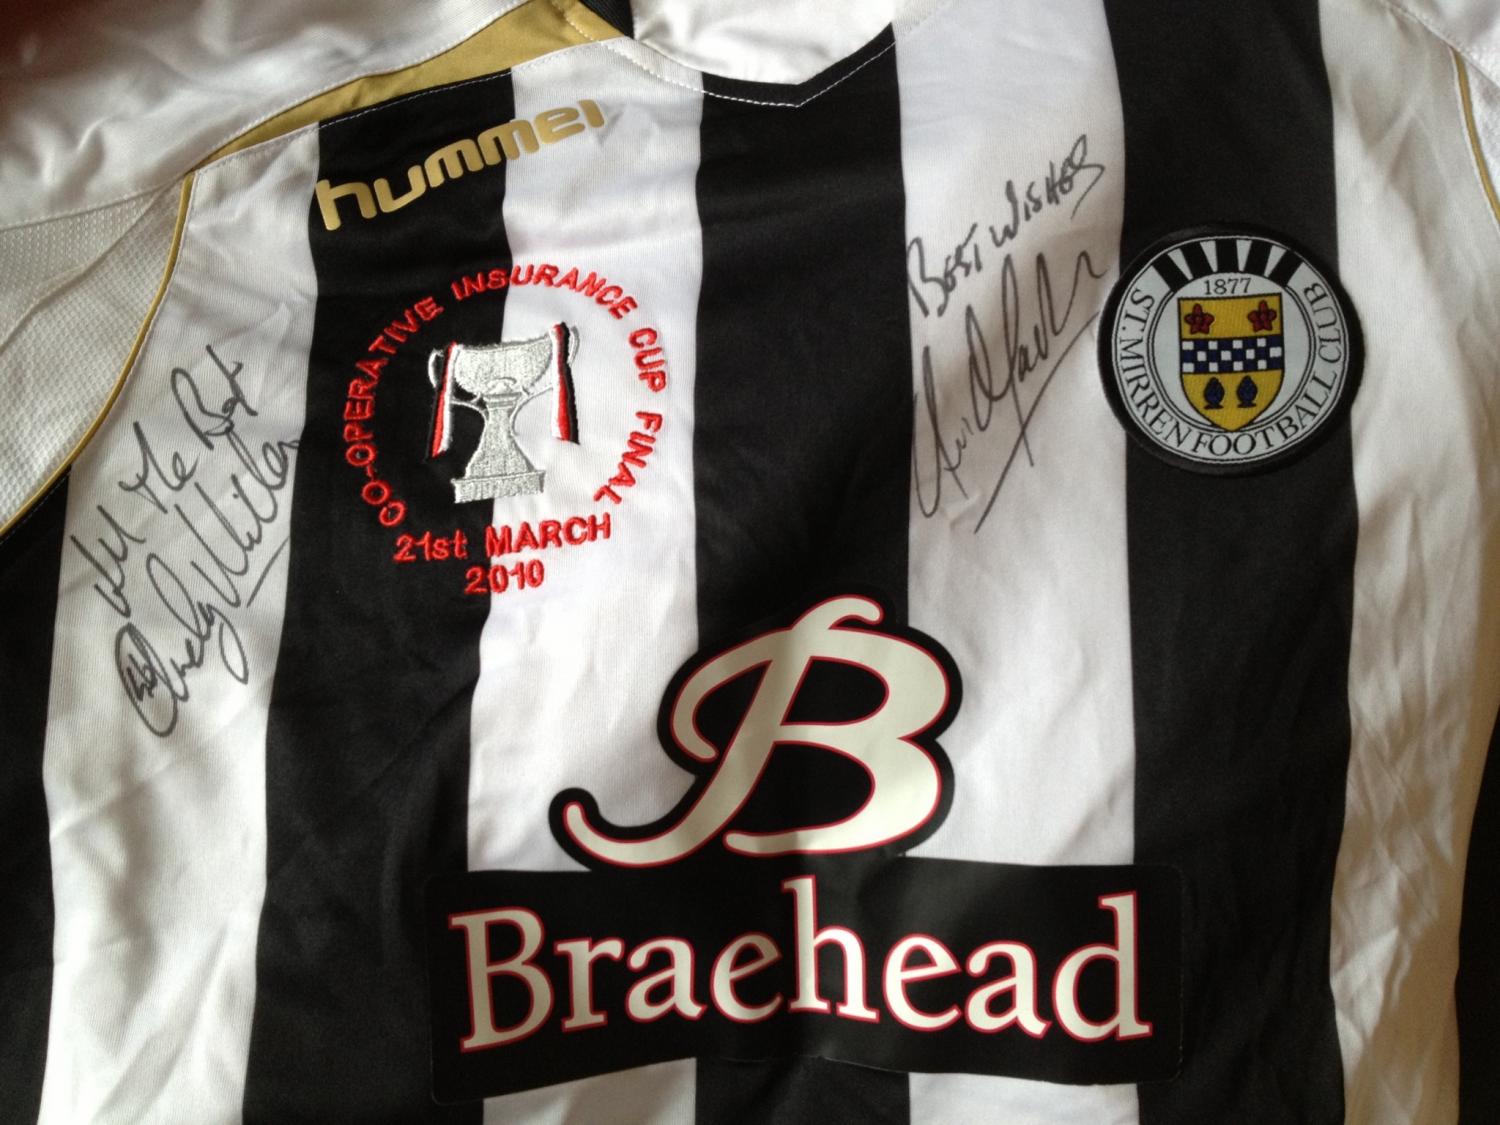 hummel
CO-OPERATIVE INSURANCE CUP FINAL
21st MARCH
2010
BEST WISHES
1877
ST. MIRREN FOOTBALL CLUB
All the Best
B
Braehead